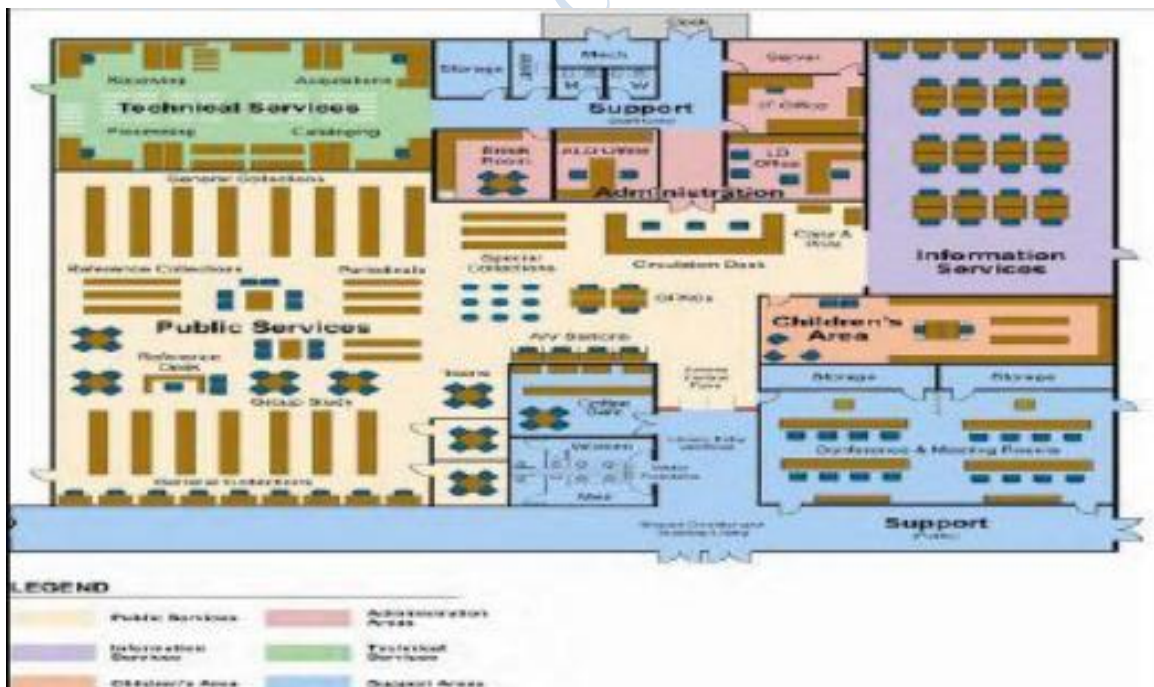 Dock
Storage
Mech
Server
Receiving
Acquisitions
Technical Services
M
W
Support
IT Office
Processing
Cataloging
Break
Room
LD
Office
General Collections
Administration
Copy &
Information
Services
Reference Collections
Periodicals
Special
Collections
Circulation Desk
OPACs
Public Services
Children's
Area
A/V Stations
Reference
Desk
Group Study
Storage
Storage
Conference & Meeting Rooms
Women
Men
General Collections
Support
(Public)
LEGEND
Public Services
Administration
Areas
Information
Services
Technical
Services
Children's Area
Support Areas